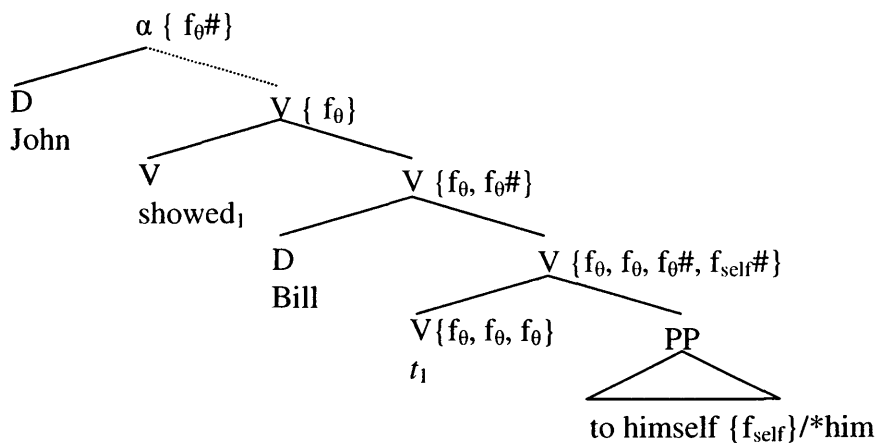 α { fθ#}
D
John
V { fθ}
V
showed₁
V {fθ, fθ#}
D
Bill
V {fθ, fθ, fθ#, fself#}
V{fθ, fθ, fθ}
t₁
PP
to himself {fself}/*him